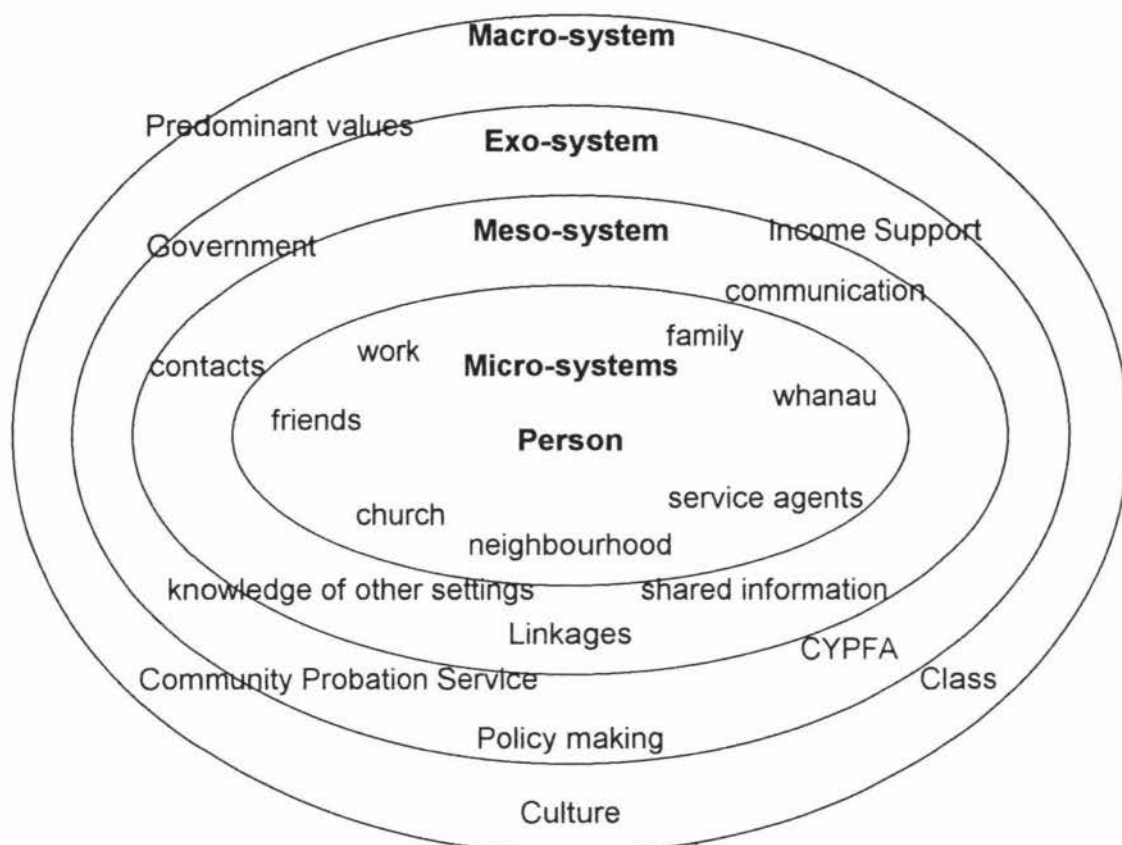 Macro-system
Predominant values
Exo-system
Meso-system
Income Support
Government
communication
work
family
contacts
Micro-systems
whanau
friends
Person
service agents
church
neighbourhood
knowledge of other settings
shared information
Linkages
CYPFA
Community Probation Service
Class
Policy making
Culture